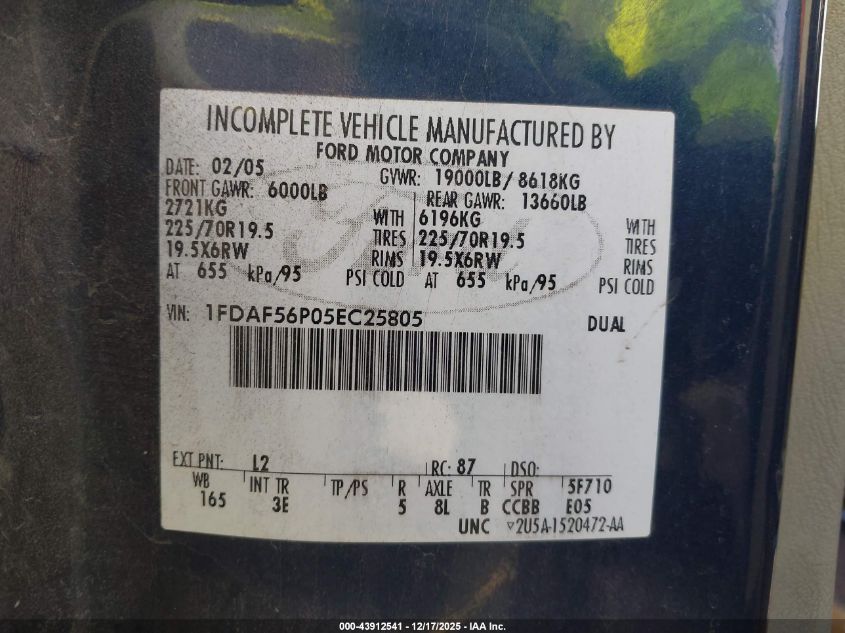 INCOMPLETE VEHICLE MANUFACTURED BY
FORD MOTOR COMPANY
DATE: 02/05 GVWR: 19000LB/ 8618KG
FRONT GAWR: 6000LB REAR GAWR: 13660LB
2721KG WITH 6196KG WITH
225/70R19.5 TIRES 225/70R19.5 TIRES
19.5X6RW RIMS 19.5X6RW RIMS
AT 655 kPa/95 PSI COLD AT 655 kPa/95 PSI COLD
VIN: 1FDAF56P05EC25805 DUAL
EXT PNT: L2 RC: 87 DSO:
WB INT TR TP/PS R AXLE TR SPR 5F710
165 3E 5 8L B CCBB E05
UNC ▽2U5A-1520472-AA
000-43912541 - 12/17/2025 - IAA Inc.